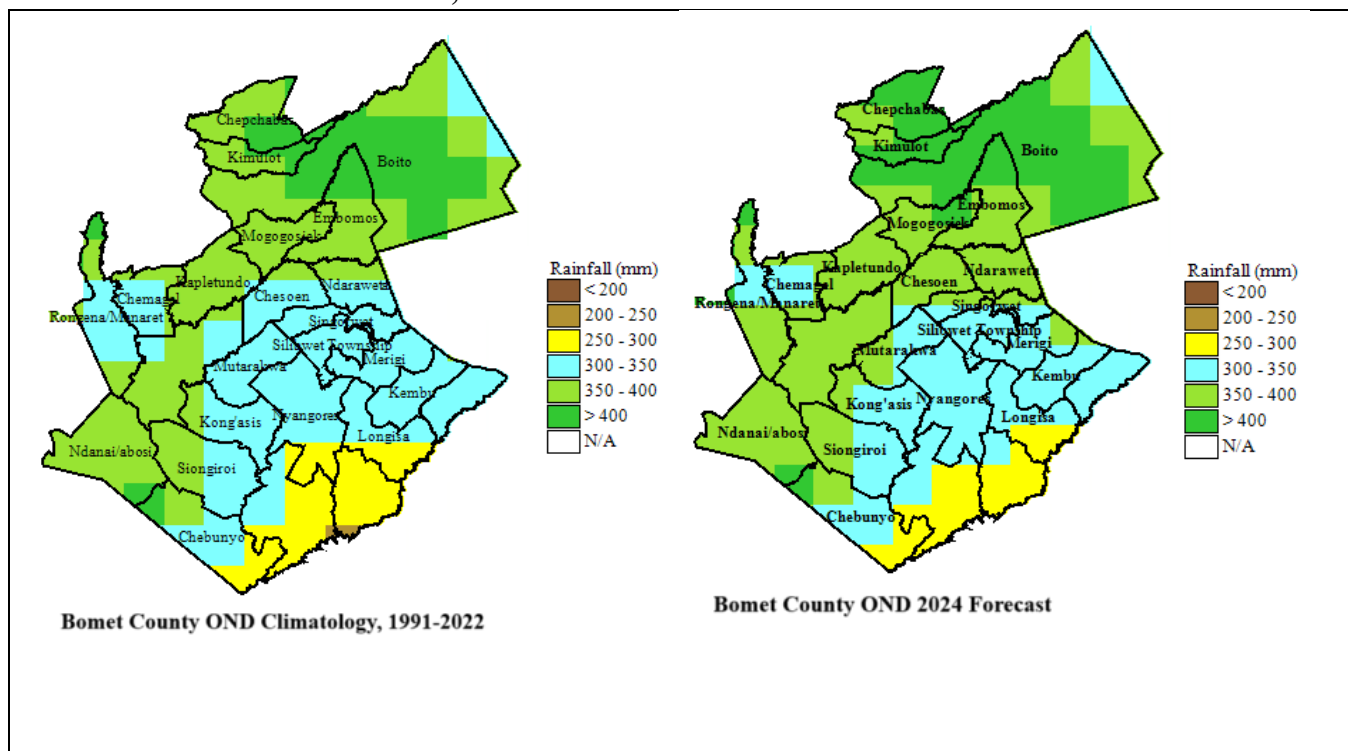 Chepchabas
Kimulot
Boito
Embomos
Mogogosiek
Kapletundo
Chemagal
Chesoen
Ndaraweta
Rongena/Manaret
Singorwet
Siliqwet Township
Merigi
Mutarakwa
Kembu
Kong'asis
Nyangores
Longisa
Ndanai/abosi
Siongiroi
Chebunyo
Rainfall (mm)
< 200
200 - 250
250 - 300
300 - 350
350 - 400
> 400
N/A
Bomet County OND Climatology, 1991-2022
Chepchabas
Kimulot
Boito
Embomos
Mogogosiek
Kapletundo
Ndaraweta
Chemagal
Chesoen
Rongena/Manaret
Singorwet
Siliqwet Township
Merigi
Mutarakwa
Kembu
Kong'asis
Nyangores
Longisa
Ndanai/abosi
Siongiroi
Chebunyo
Rainfall (mm)
< 200
200 - 250
250 - 300
300 - 350
350 - 400
> 400
N/A
Bomet County OND 2024 Forecast